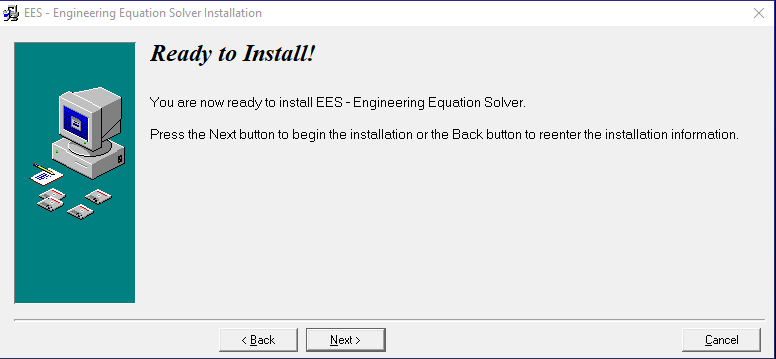 EES - Engineering Equation Solver Installation
Ready to Install!
You are now ready to install EES - Engineering Equation Solver.
Press the Next button to begin the installation or the Back button to reenter the installation information.
< Back
Next >
Cancel